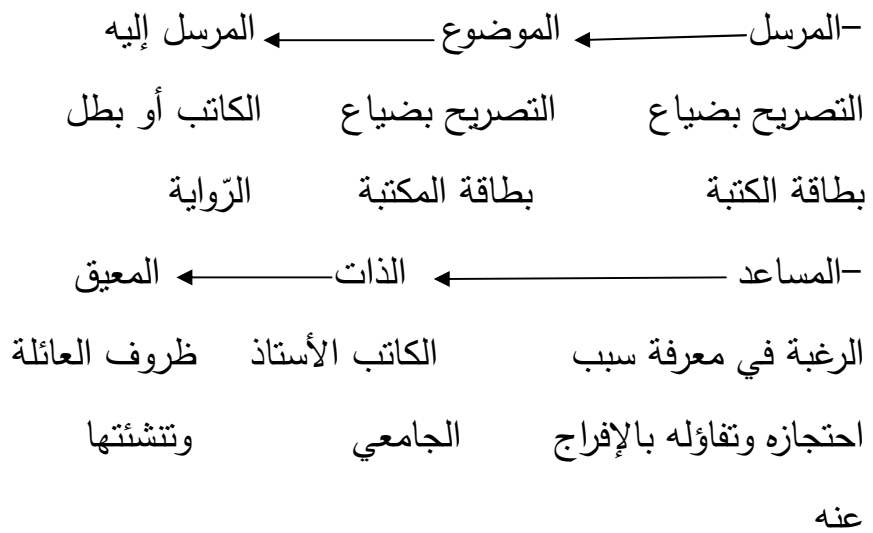 –المرسل الموضوع المرسل إليه
التصريح بضياع التصريح بضياع الكاتب أو بطل
بطاقة الكتبة بطاقة المكتبة الرّواية
–المساعد الذات المعيق
الرغبة في معرفة سبب الكاتب الأستاذ ظروف العائلة
احتجازه وتفاؤله بالإفراج الجامعي وتنشئتها
عنه